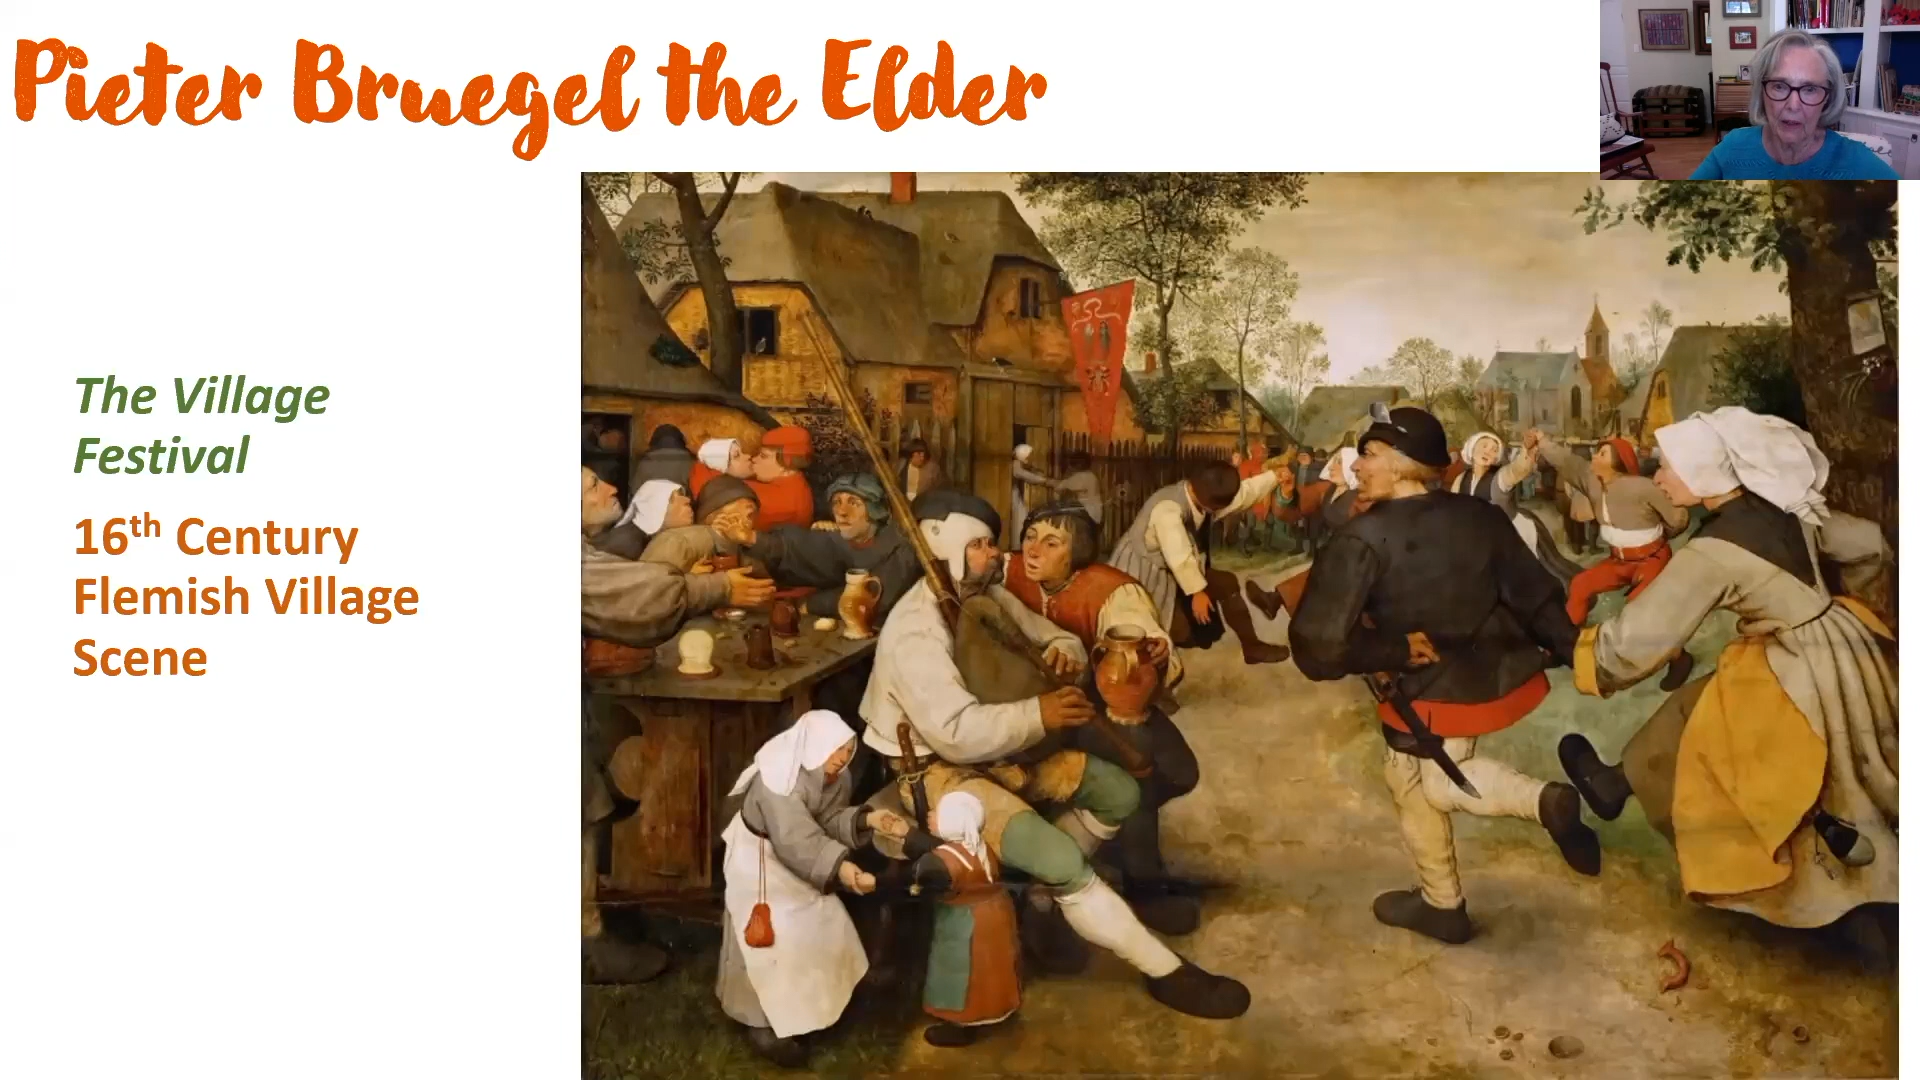 Pieter Bruegel the Elder
The Village
Festival
16th Century
Flemish Village
Scene